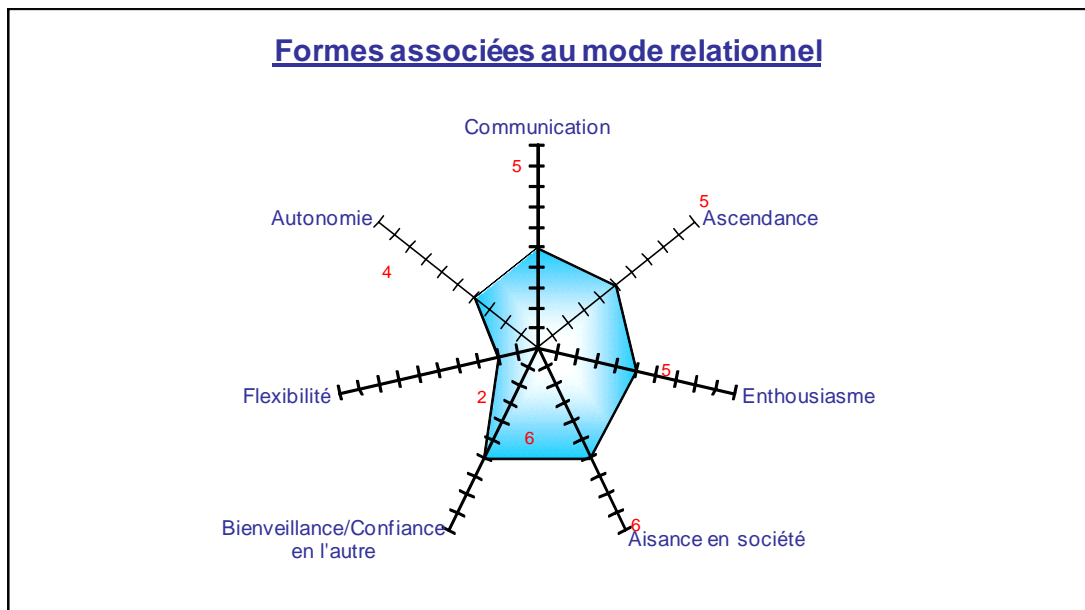 Formes associées au mode relationnel
Communication
5
5
Autonomie
Ascendance
4
5
Flexibilité
2
Enthousiasme
6
Bienveillance/Confiance
en l'autre
6
Aisance en société